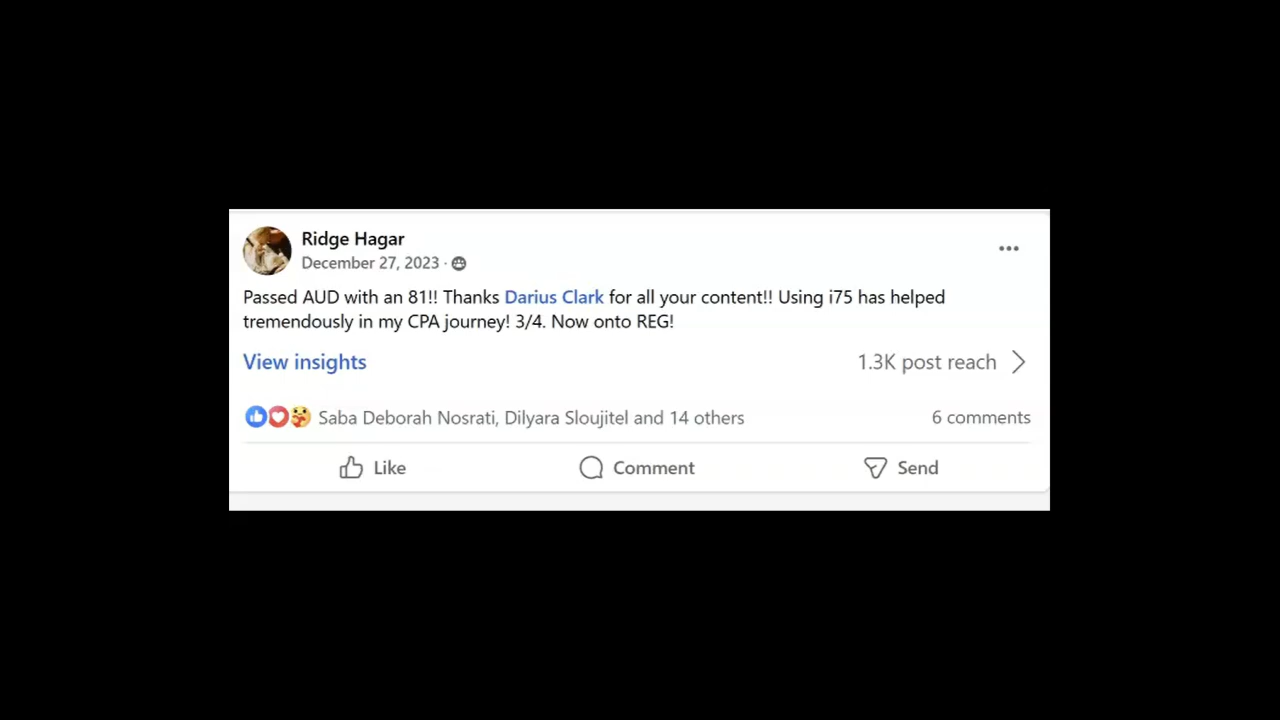 Ridge Hagar
December 27, 2023 ·
Passed AUD with an 81!! Thanks Darius Clark for all your content!! Using i75 has helped
tremendously in my CPA journey! 3/4. Now onto REG!
View insights 1.3K post reach
Saba Deborah Nosrati, Dilyara Sloujitel and 14 others 6 comments
Like Comment Send